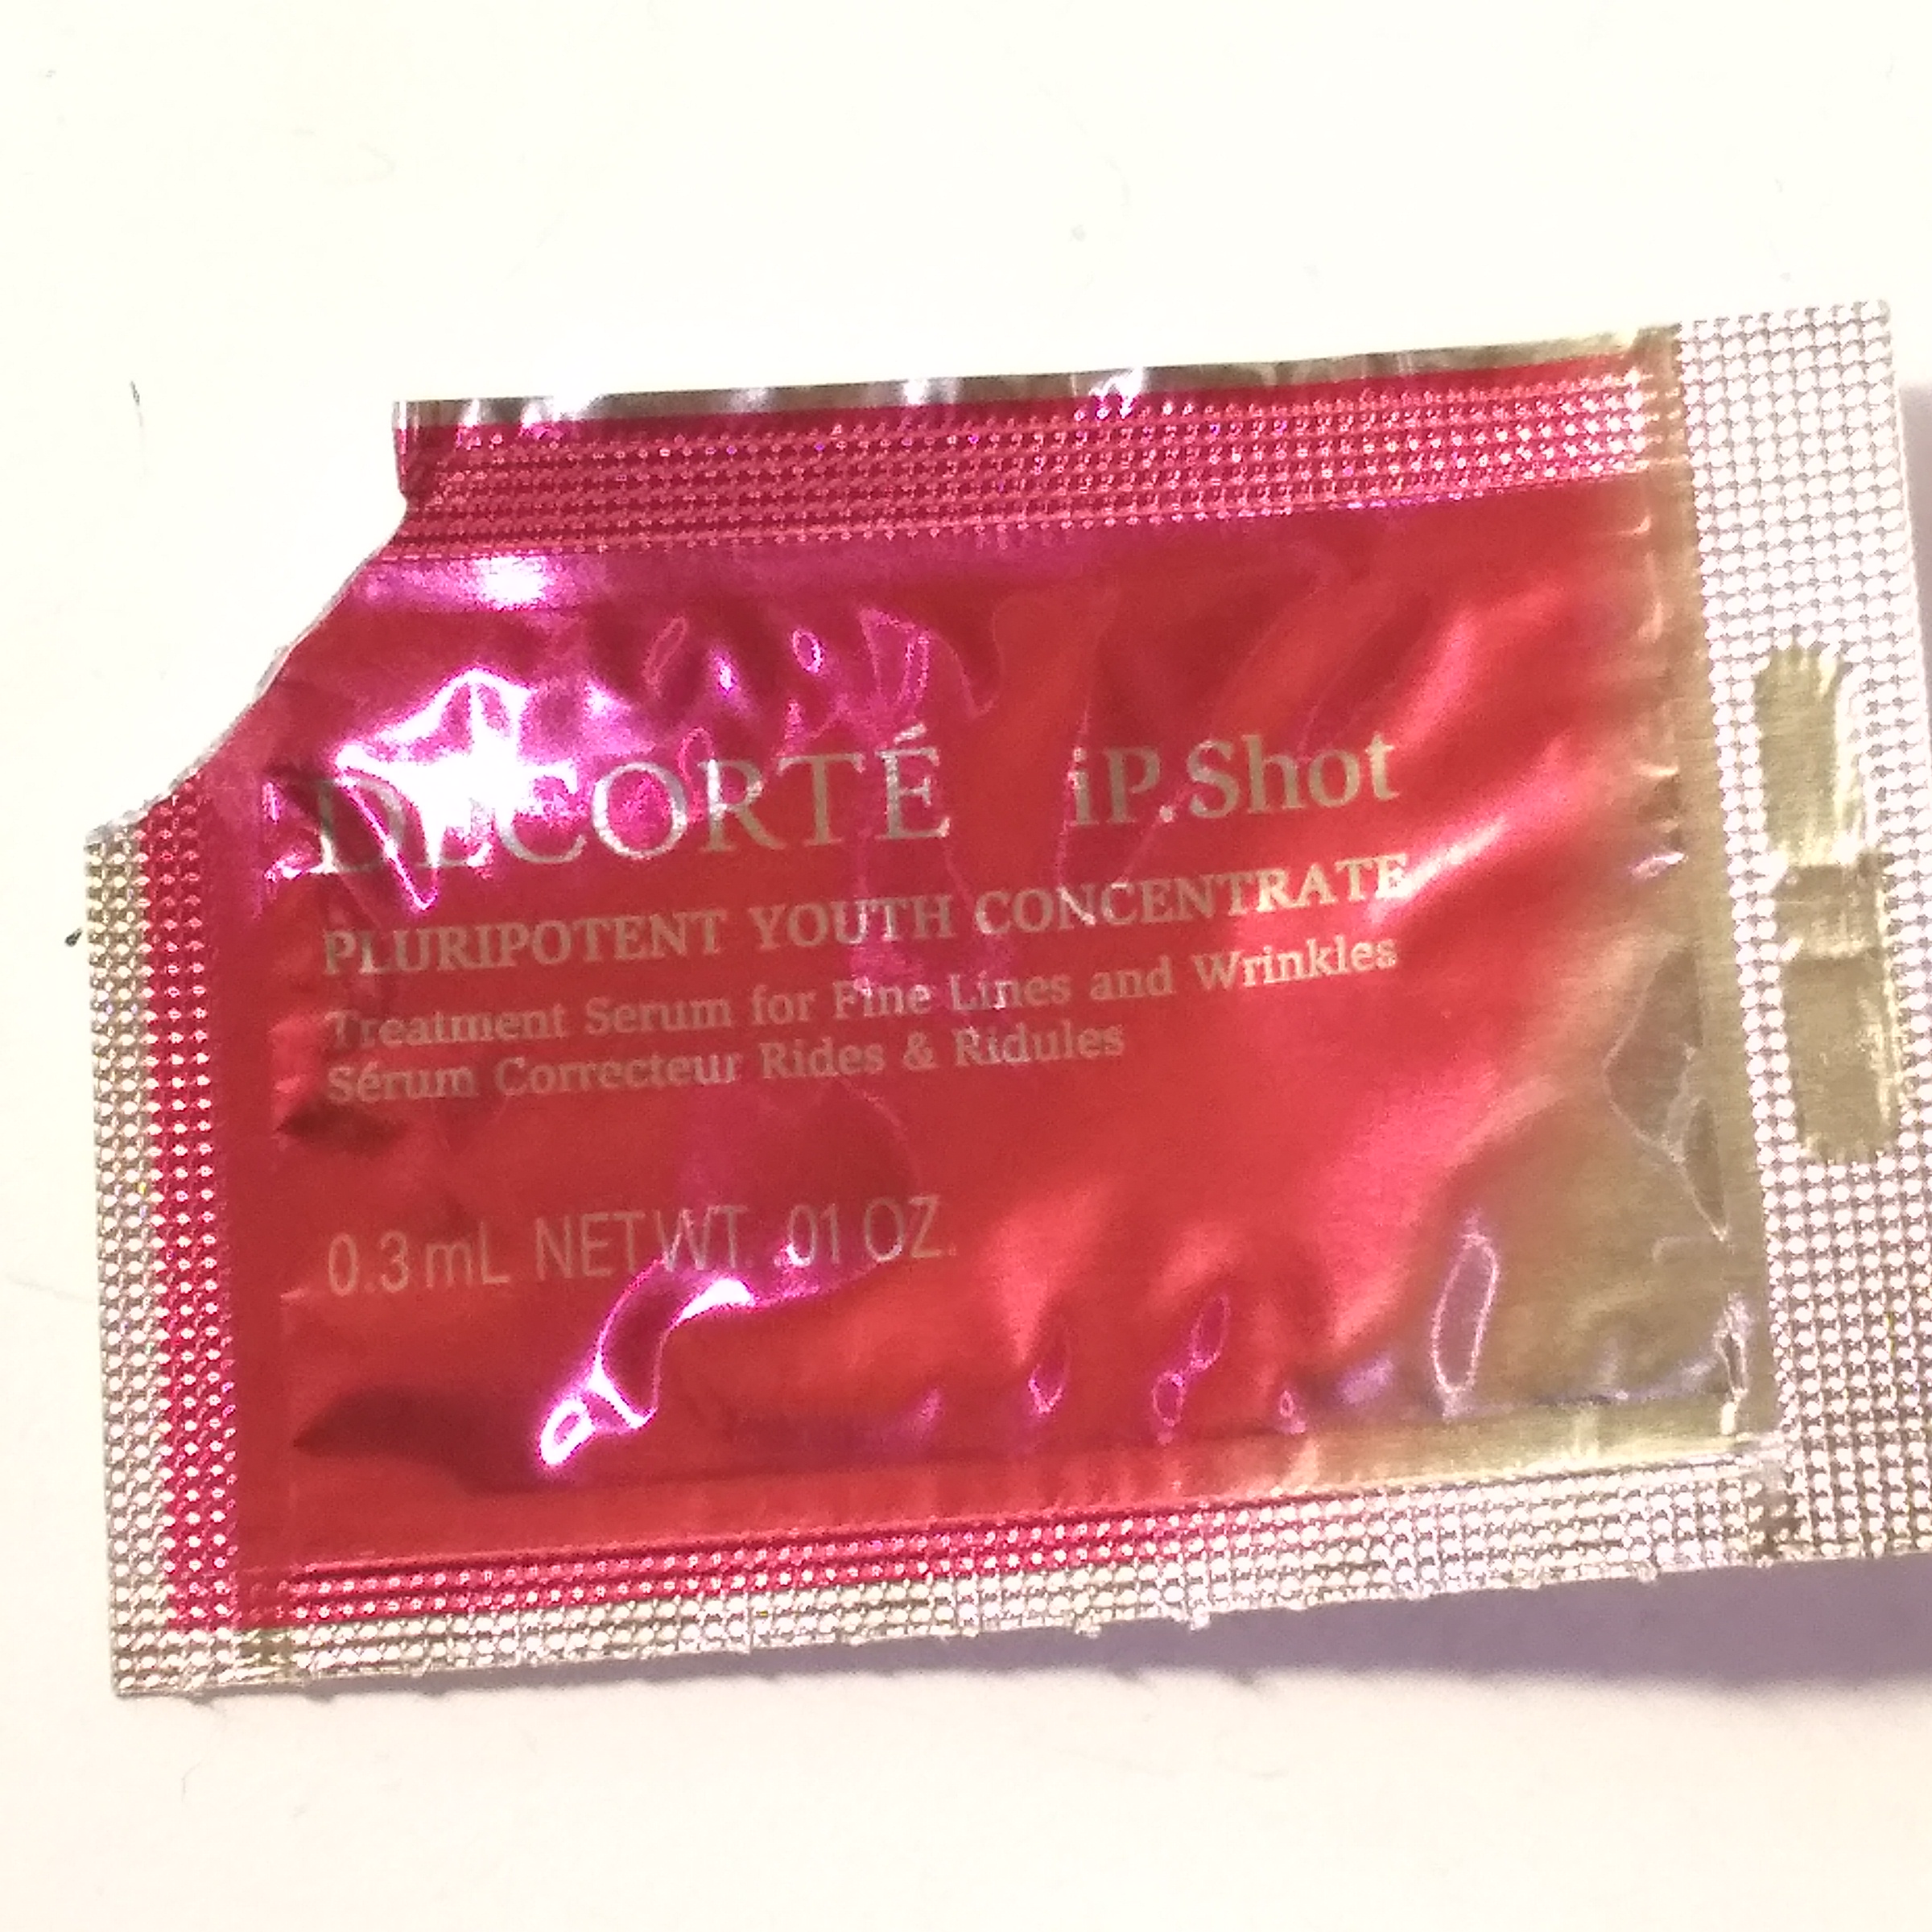 DECORTÉ iP.Shot
PLURIPOTENT YOUTH CONCENTRATE
Treatment Serum for Fine Lines and Wrinkles
Sérum Correcteur Rides & Ridules
0.3 mL NET WT. .01 OZ.